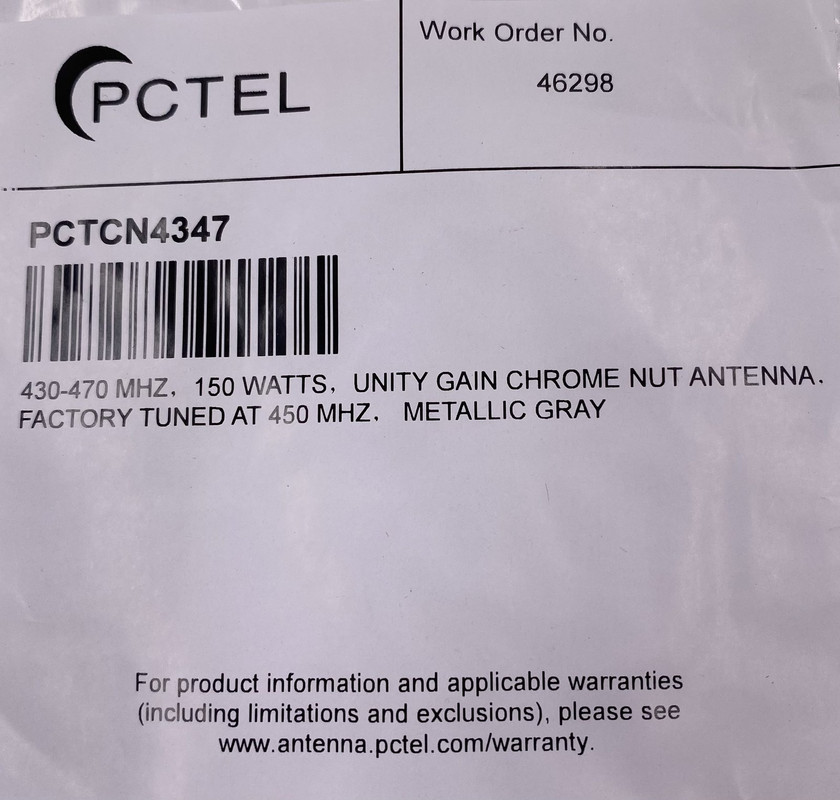 PCTEL
Work Order No.
46298
PCTCN4347
430-470 MHZ, 150 WATTS, UNITY GAIN CHROME NUT ANTENNA.
FACTORY TUNED AT 450 MHZ. METALLIC GRAY
For product information and applicable warranties
(including limitations and exclusions), please see
www.antenna.pctel.com/warranty.